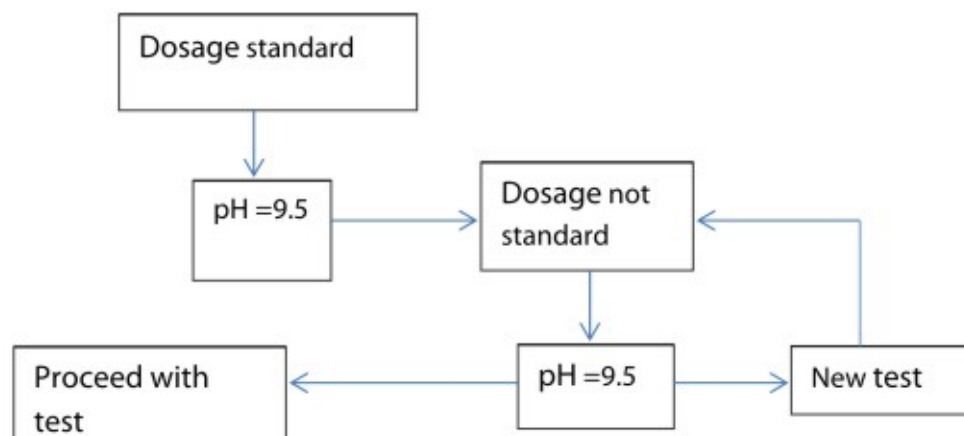 Dosage standard
pH =9.5
Dosage not
standard
Proceed with
test
pH =9.5
New test